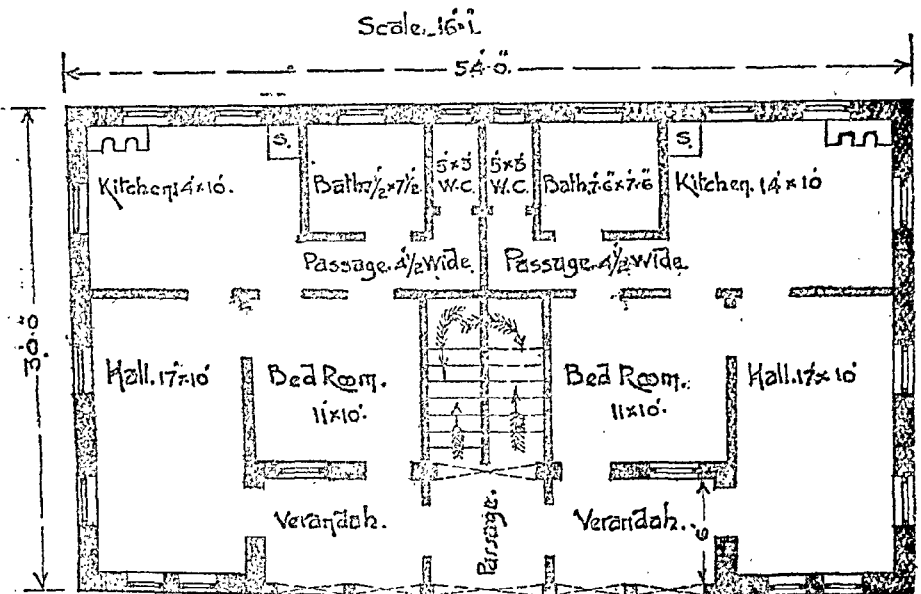 Scale. 16'=1"
54'-0".
30'-0"
S.
S.
Kitchen 14'×10'.
Bath 7½'×7½'.
5'×3'
W.C.
5'×3'
W.C.
Bath 7'-6"×7'-6"
Kitchen. 14'×10'
Passage. 4½' Wide.
Passage. 4½' Wide.
Hall. 17'×10'
Bed Room.
11'×10'.
Bed Room.
11'×10'.
Hall. 17'×10'
Verandah.
Passage.
Verandah.
6'